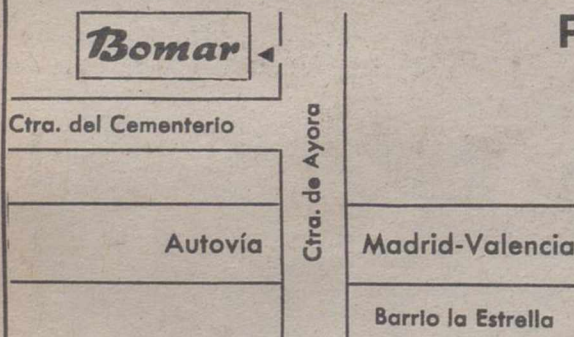 Bomar
Ctra. del Cementerio
Ctra. de Ayora
Autovía
Madrid-Valencia
Barrio la Estrella